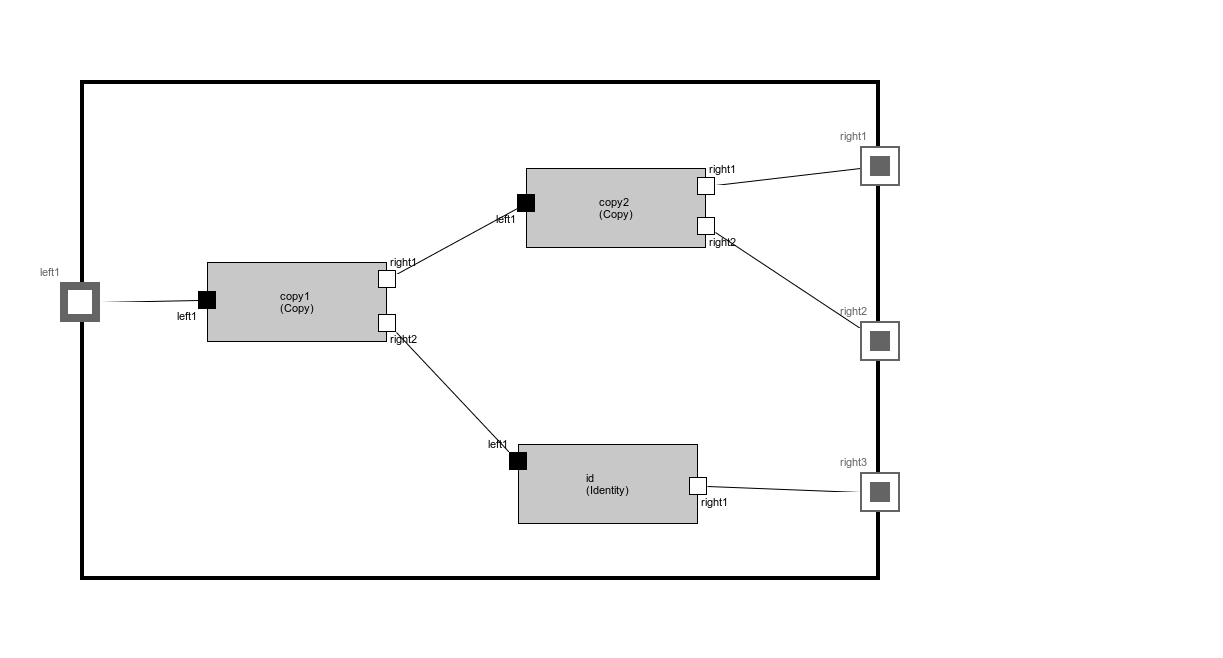 right1
right1
copy2
(Copy)
left1
right2
right1
left1
copy1
(Copy)
left1
right2
right2
left1
right3
id
(Identity)
right1